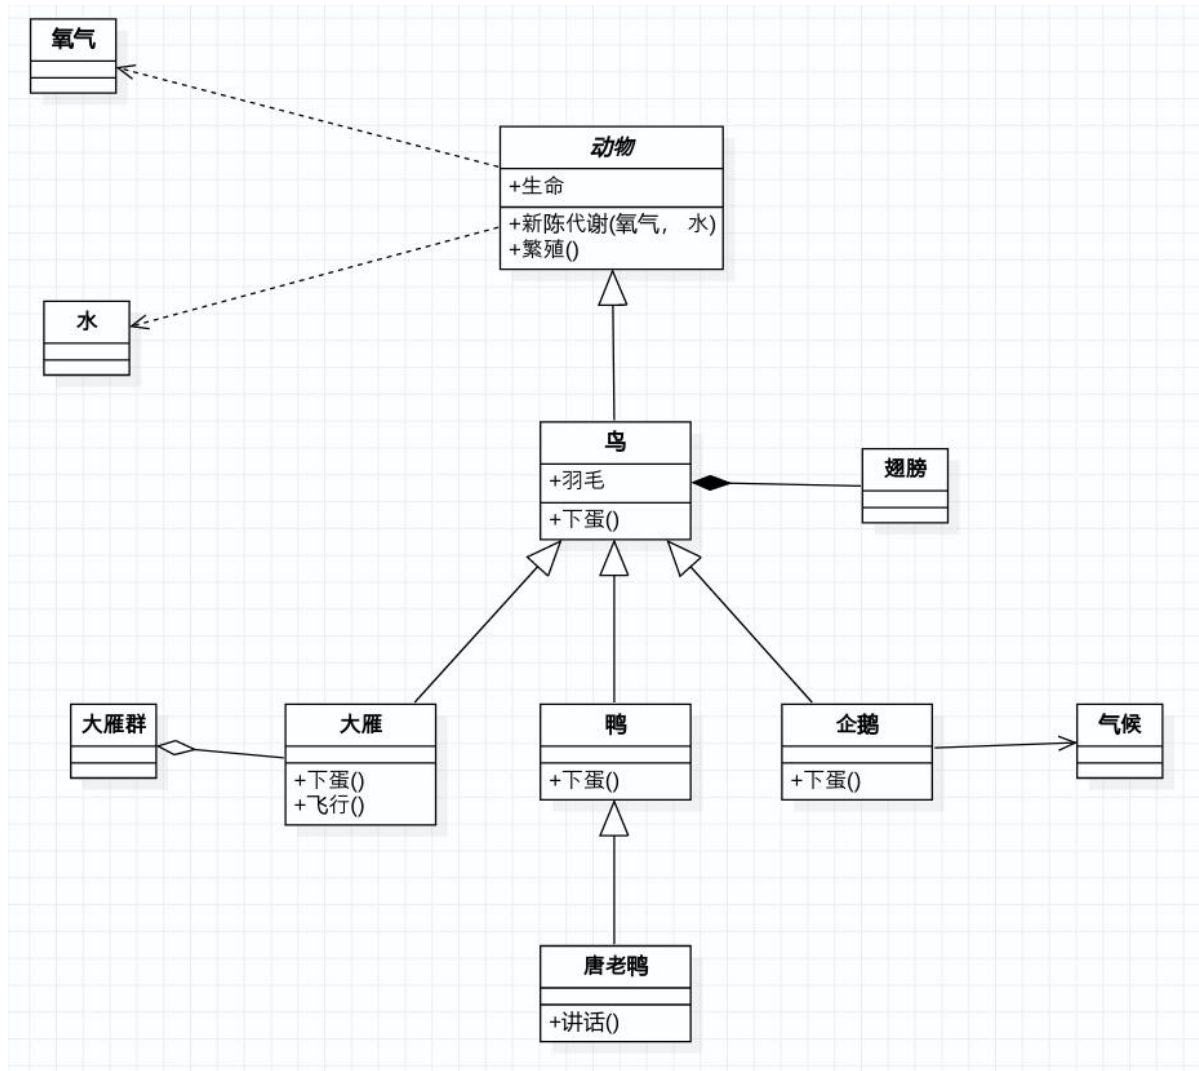 氧气
动物
+生命
+新陈代谢(氧气， 水)
+繁殖()
水
鸟
+羽毛
+下蛋()
翅膀
大雁群
大雁
+下蛋()
+飞行()
鸭
+下蛋()
企鹅
+下蛋()
气候
唐老鸭
+讲话()